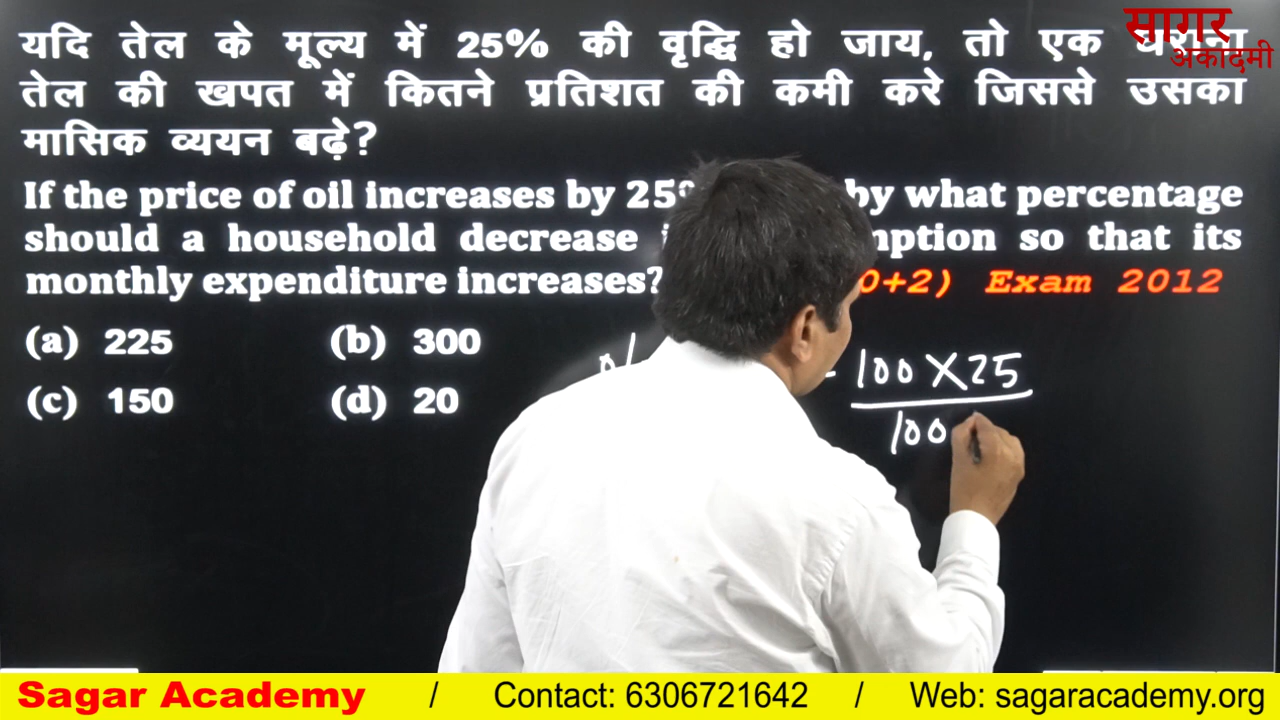 सागर
अकादमी
यदि तेल के मूल्य में 25% की वृद्धि हो जाय, तो एक घराना
तेल की खपत में कितने प्रतिशत की कमी करे जिससे उसका
मासिक व्ययन बढ़े?
If the price of oil increases by 25% by what percentage
should a household decrease so that its
monthly expenditure increases? 0+2) Exam 2012
(a) 225 (b) 300
(c) 150 (d) 20
100 × 25
100
Sagar Academy / Contact: 6306721642 / Web: sagaracademy.org